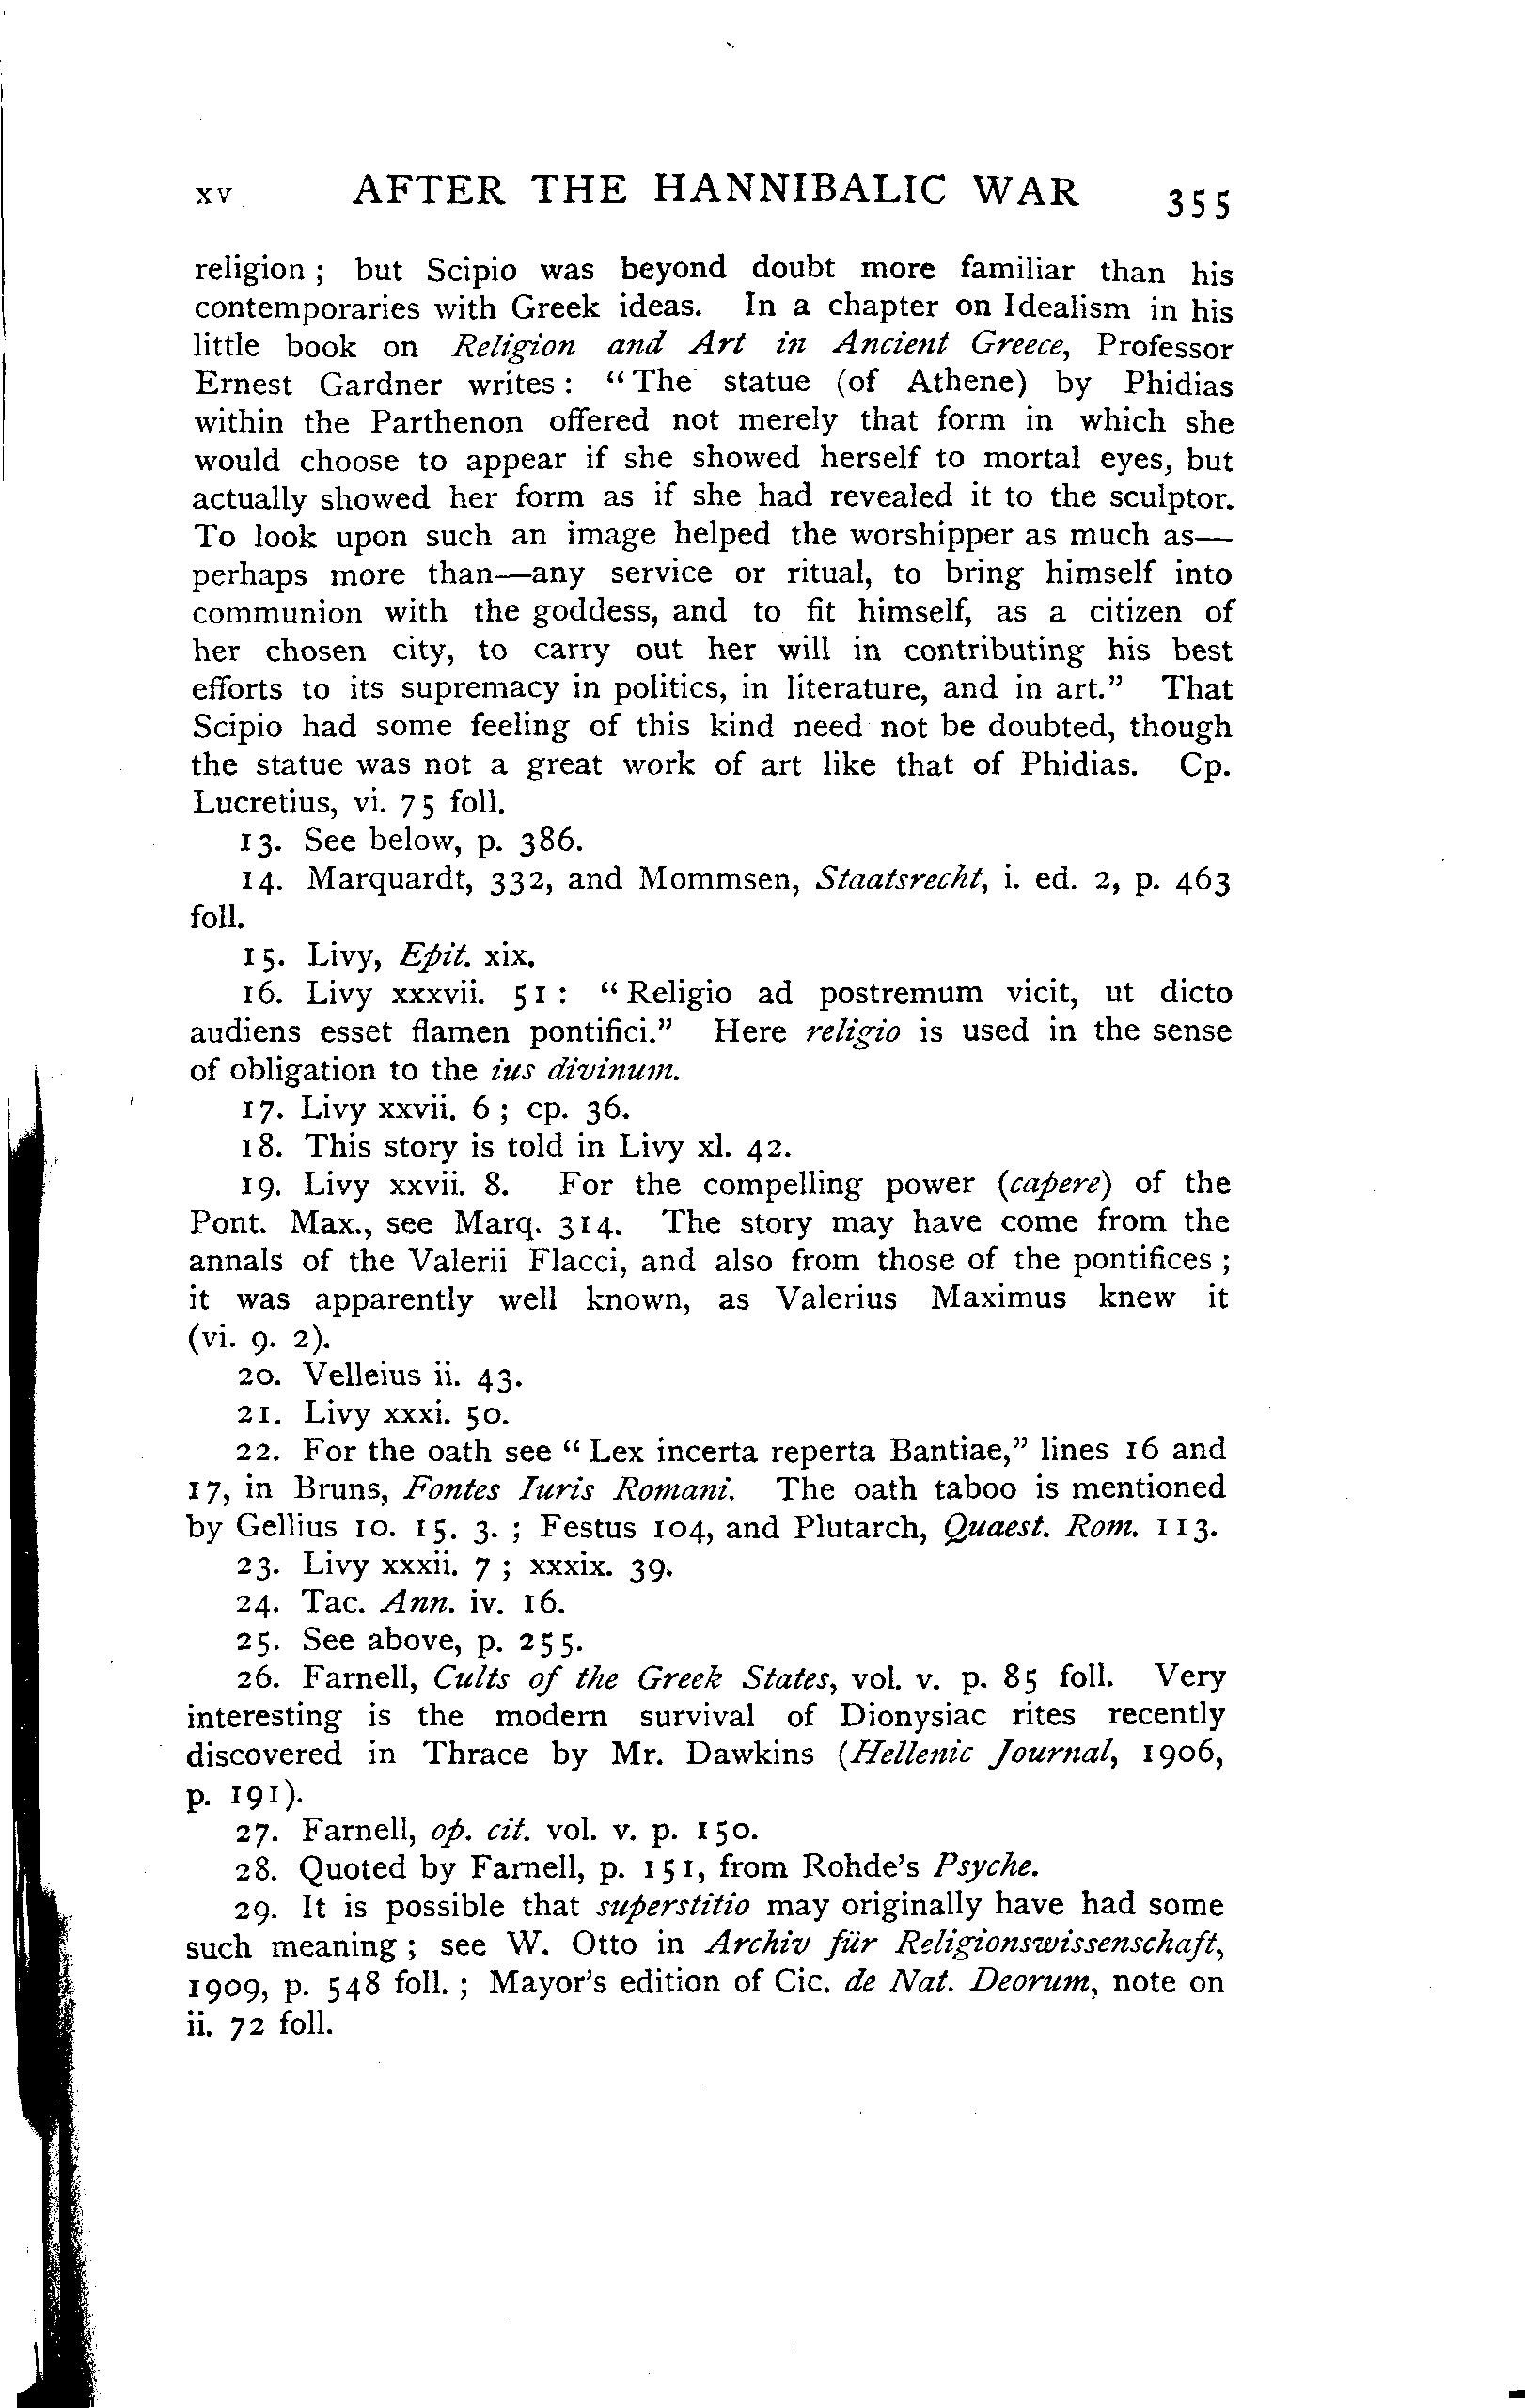 xv AFTER THE HANNIBALIC WAR 355
religion ; but Scipio was beyond doubt more familiar than his
contemporaries with Greek ideas. In a chapter on Idealism in his
little book on Religion and Art in Ancient Greece, Professor
Ernest Gardner writes : “ The statue (of Athene) by Phidias
within the Parthenon offered not merely that form in which she
would choose to appear if she showed herself to mortal eyes, but
actually showed her form as if she had revealed it to the sculptor.
To look upon such an image helped the worshipper as much as—
perhaps more than—any service or ritual, to bring himself into
communion with the goddess, and to fit himself, as a citizen of
her chosen city, to carry out her will in contributing his best
efforts to its supremacy in politics, in literature, and in art.” That
Scipio had some feeling of this kind need not be doubted, though
the statue was not a great work of art like that of Phidias. Cp.
Lucretius, vi. 75 foll.
13. See below, p. 386.
14. Marquardt, 332, and Mommsen, Staatsrecht, i. ed. 2, p. 463
foll.
15. Livy, Epit. xix.
16. Livy xxxvii. 51 : “ Religio ad postremum vicit, ut dicto
audiens esset flamen pontifici.” Here religio is used in the sense
of obligation to the ius divinum.
17. Livy xxvii. 6 ; cp. 36.
18. This story is told in Livy xl. 42.
19. Livy xxvii. 8. For the compelling power (capere) of the
Pont. Max., see Marq. 314. The story may have come from the
annals of the Valerii Flacci, and also from those of the pontifices ;
it was apparently well known, as Valerius Maximus knew it
(vi. 9. 2).
20. Velleius ii. 43.
21. Livy xxxi. 50.
22. For the oath see “ Lex incerta reperta Bantiae,” lines 16 and
17, in Bruns, Fontes Iuris Romani. The oath taboo is mentioned
by Gellius 10. 15. 3. ; Festus 104, and Plutarch, Quaest. Rom. 113.
23. Livy xxxii. 7 ; xxxix. 39.
24. Tac. Ann. iv. 16.
25. See above, p. 255.
26. Farnell, Cults of the Greek States, vol. v. p. 85 foll. Very
interesting is the modern survival of Dionysiac rites recently
discovered in Thrace by Mr. Dawkins (Hellenic Journal, 1906,
p. 191).
27. Farnell, op. cit. vol. v. p. 150.
28. Quoted by Farnell, p. 151, from Rohde's Psyche.
29. It is possible that superstitio may originally have had some
such meaning ; see W. Otto in Archiv für Religionswissenschaft,
1909, p. 548 foll. ; Mayor's edition of Cic. de Nat. Deorum, note on
ii. 72 foll.